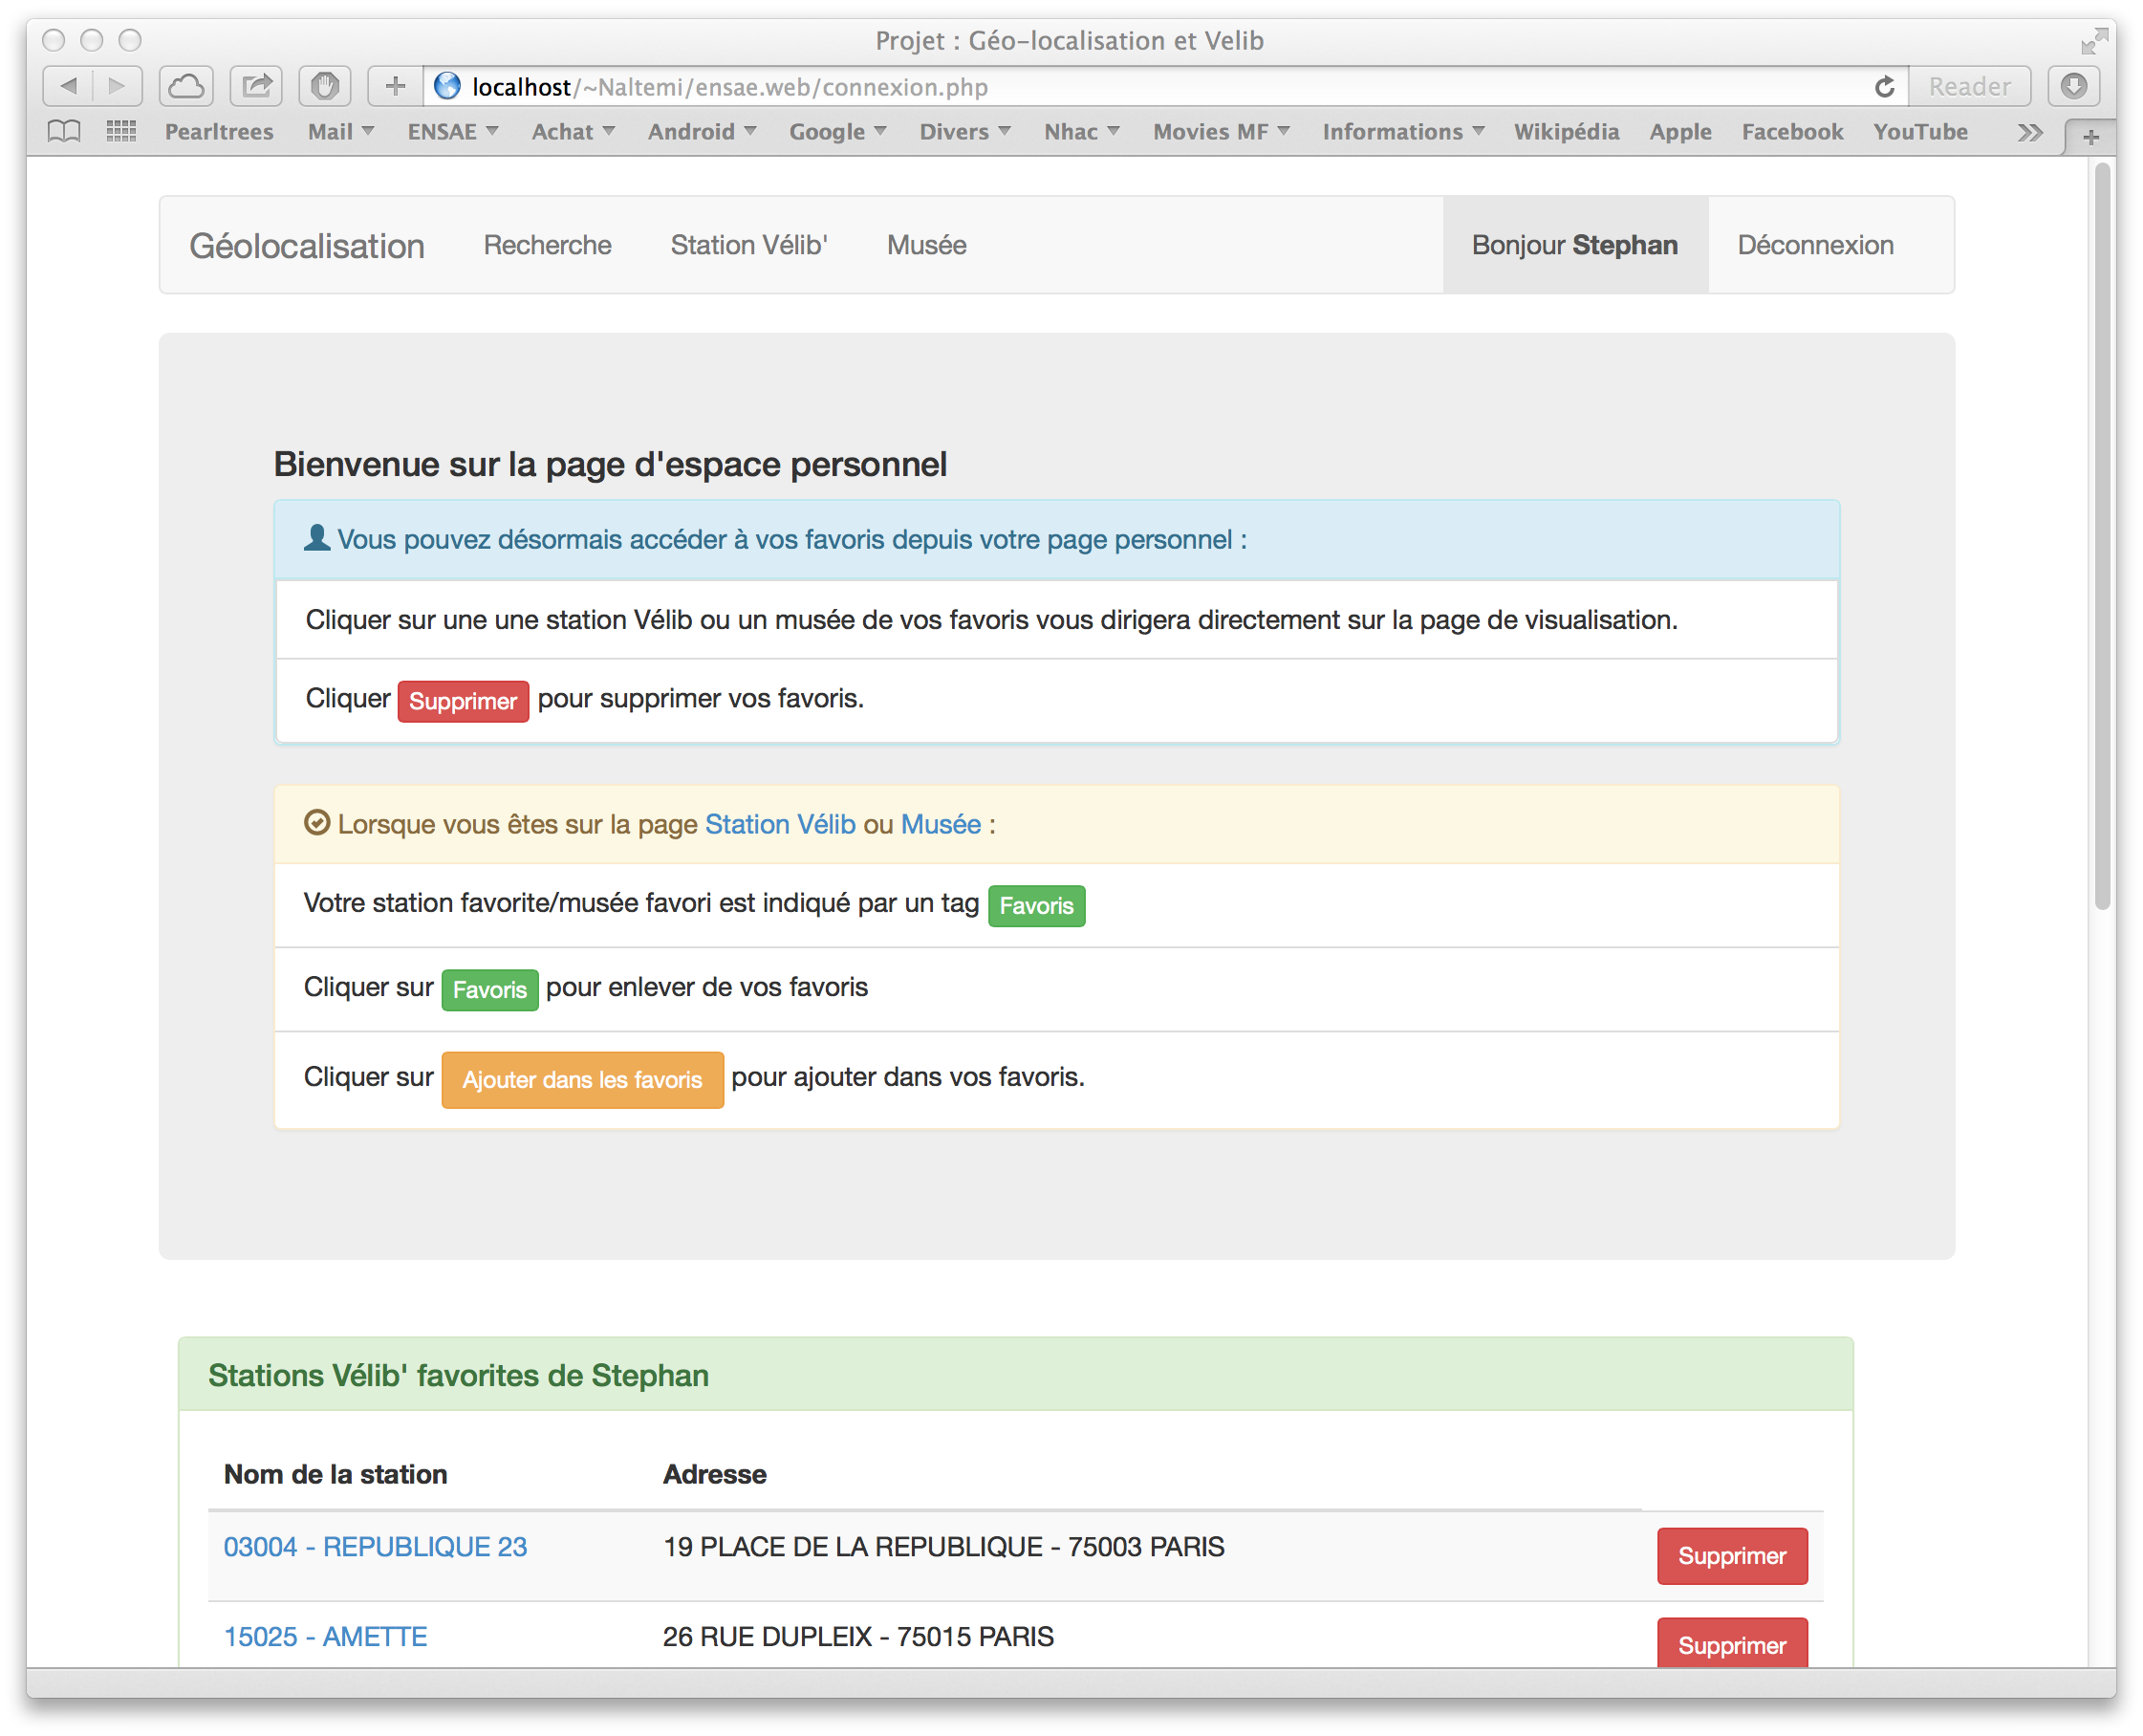 Projet : Géo-localisation et Velib
localhost/~Naltemi/ensae.web/connexion.php Reader
Pearltrees Mail ENSAE Achat Android Google Divers Nhac Movies MF Informations Wikipédia Apple Facebook YouTube
Géolocalisation Recherche Station Vélib' Musée Bonjour Stephan Déconnexion
Bienvenue sur la page d'espace personnel
Vous pouvez désormais accéder à vos favoris depuis votre page personnel :
Cliquer sur une une station Vélib ou un musée de vos favoris vous dirigera directement sur la page de visualisation.
Cliquer Supprimer pour supprimer vos favoris.
Lorsque vous êtes sur la page Station Vélib ou Musée :
Votre station favorite/musée favori est indiqué par un tag Favoris
Cliquer sur Favoris pour enlever de vos favoris
Cliquer sur Ajouter dans les favoris pour ajouter dans vos favoris.
Stations Vélib' favorites de Stephan
Nom de la station Adresse
03004 - REPUBLIQUE 23 19 PLACE DE LA REPUBLIQUE - 75003 PARIS Supprimer
15025 - AMETTE 26 RUE DUPLEIX - 75015 PARIS Supprimer